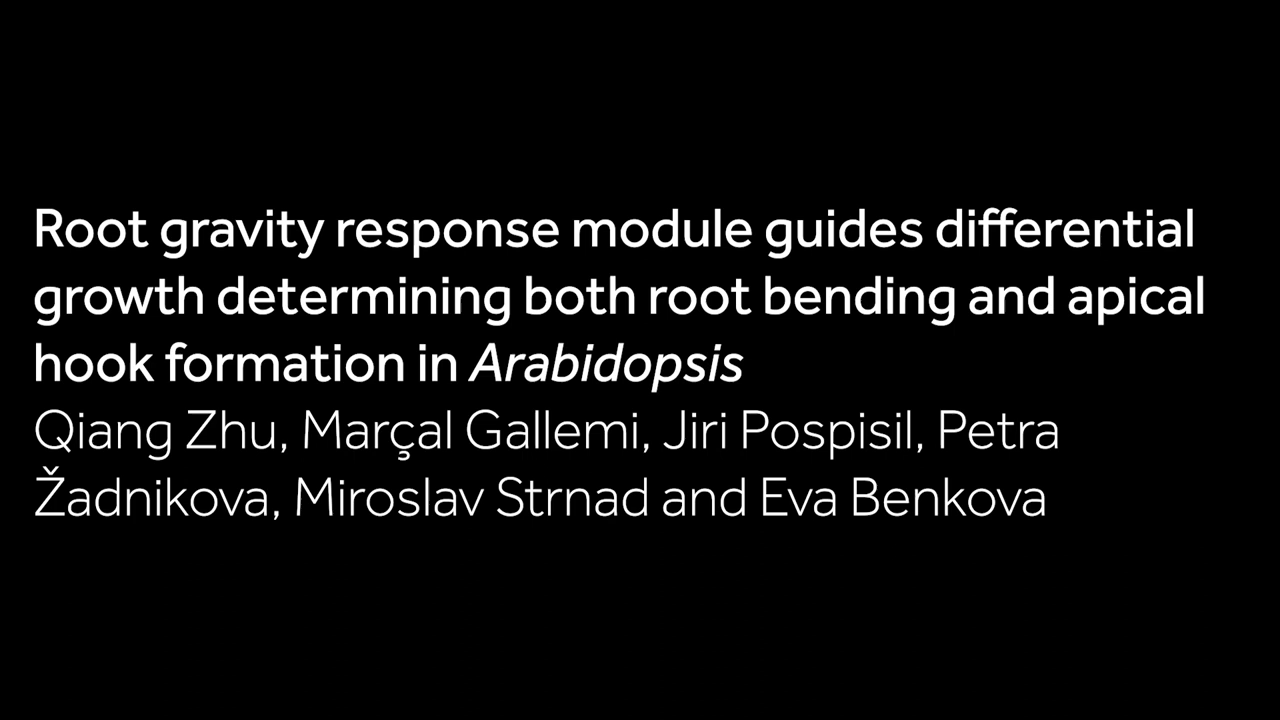 Root gravity response module guides differential
growth determining both root bending and apical
hook formation in Arabidopsis
Qiang Zhu, Marçal Gallemi, Jiri Pospisil, Petra
Žadnikova, Miroslav Strnad and Eva Benkova